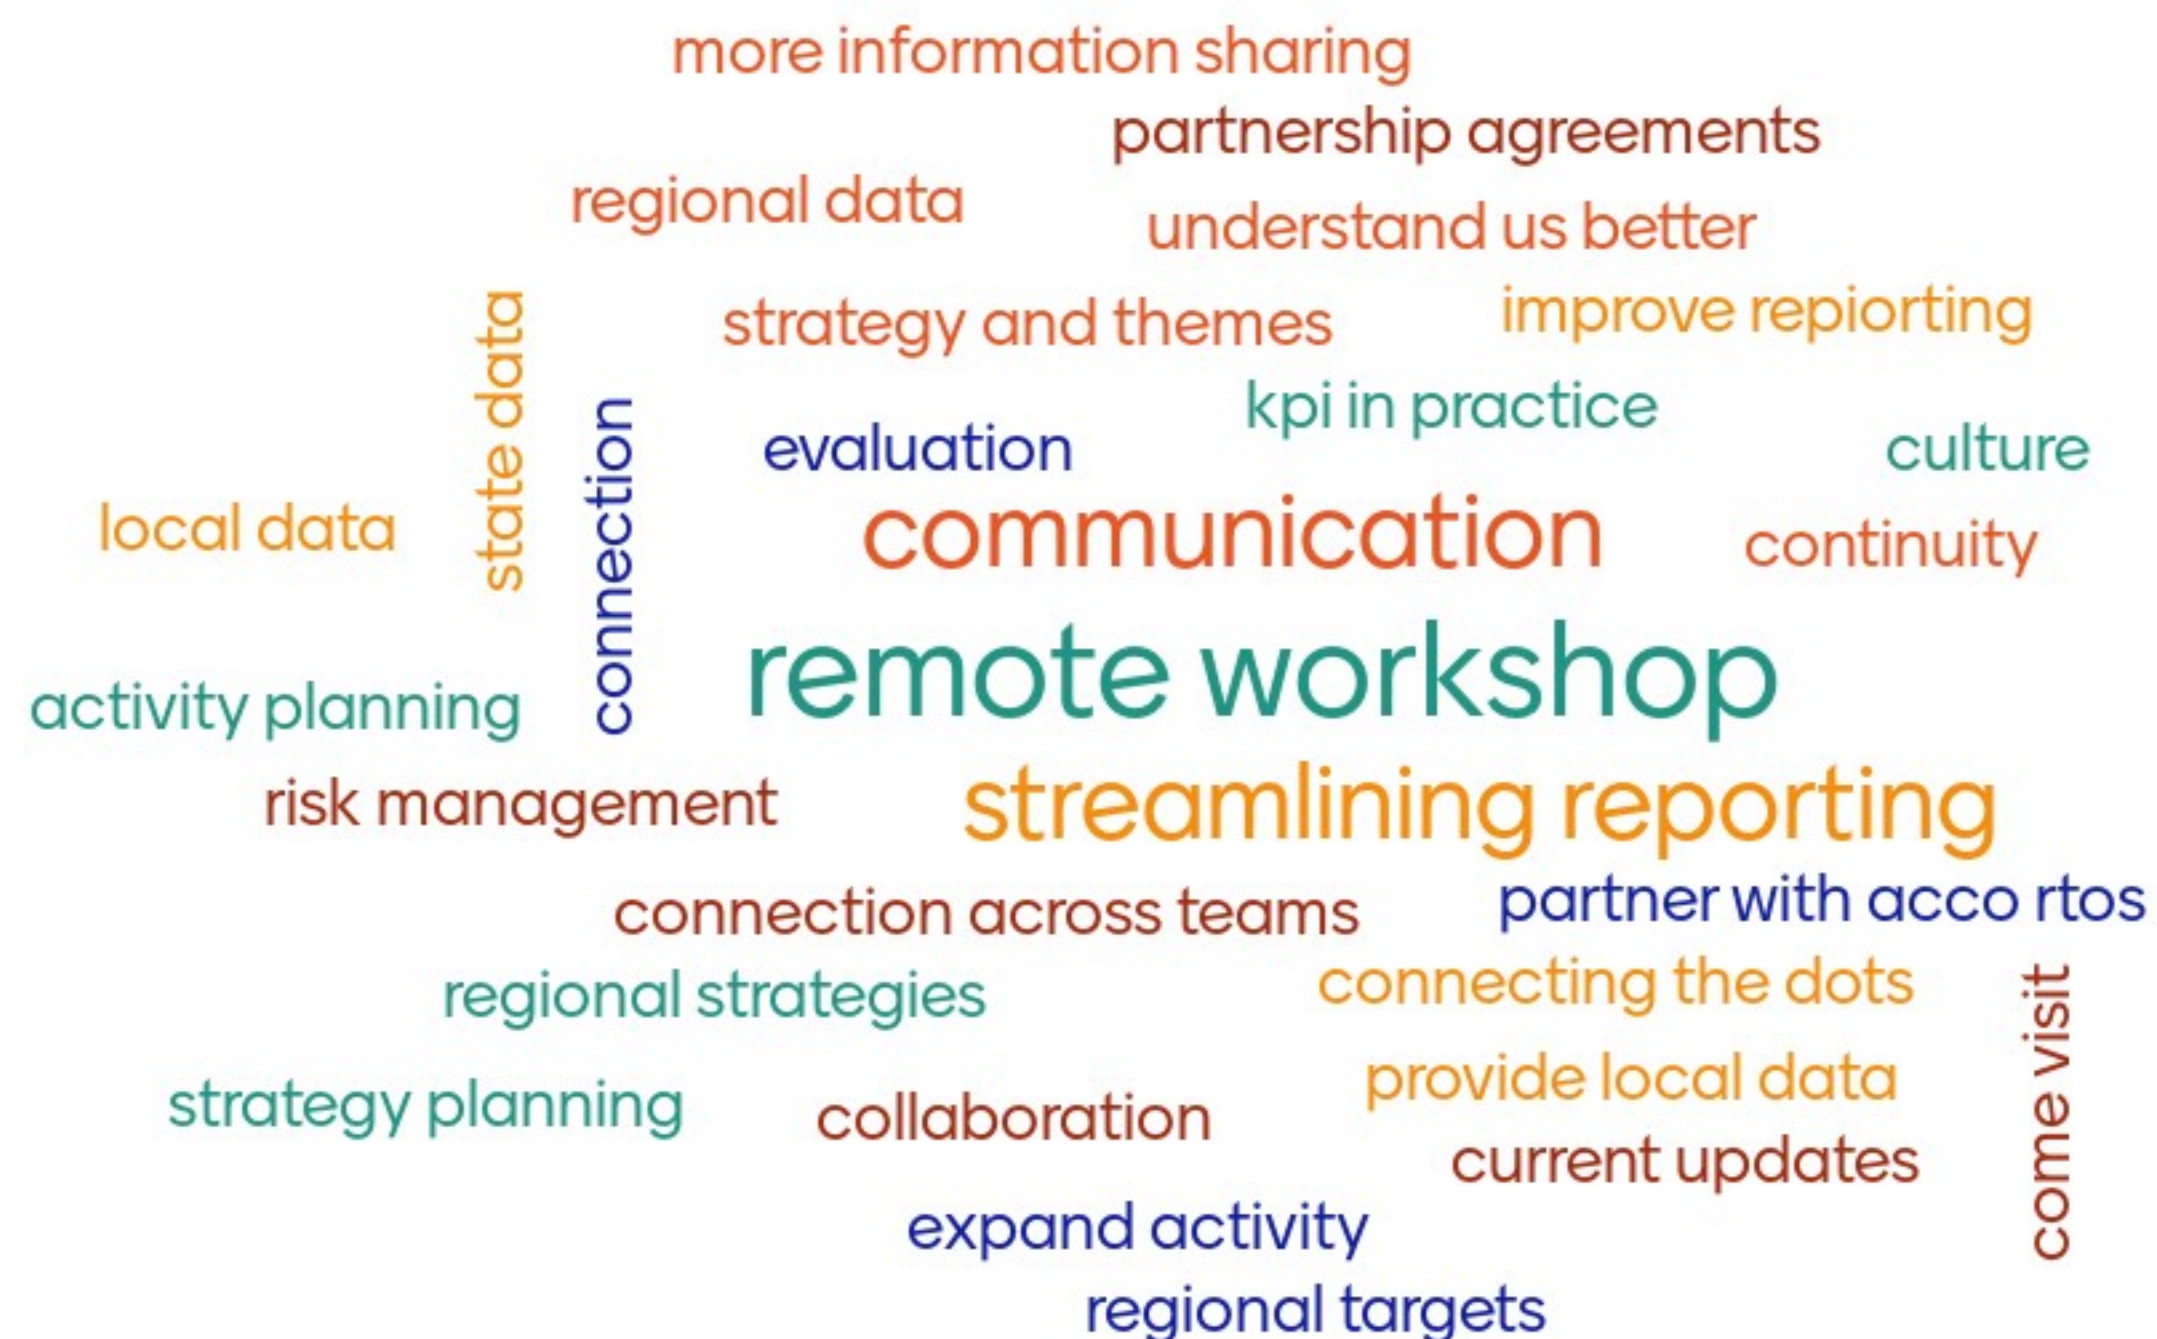 more information sharing
partnership agreements
regional data
understand us better
state data
strategy and themes
improve repiorting
connection
evaluation
kpi in practice
culture
local data
communication
continuity
activity planning
remote workshop
risk management
streamlining reporting
connection across teams
partner with acco rtos
regional strategies
connecting the dots
come visit
strategy planning
collaboration
provide local data
current updates
expand activity
regional targets